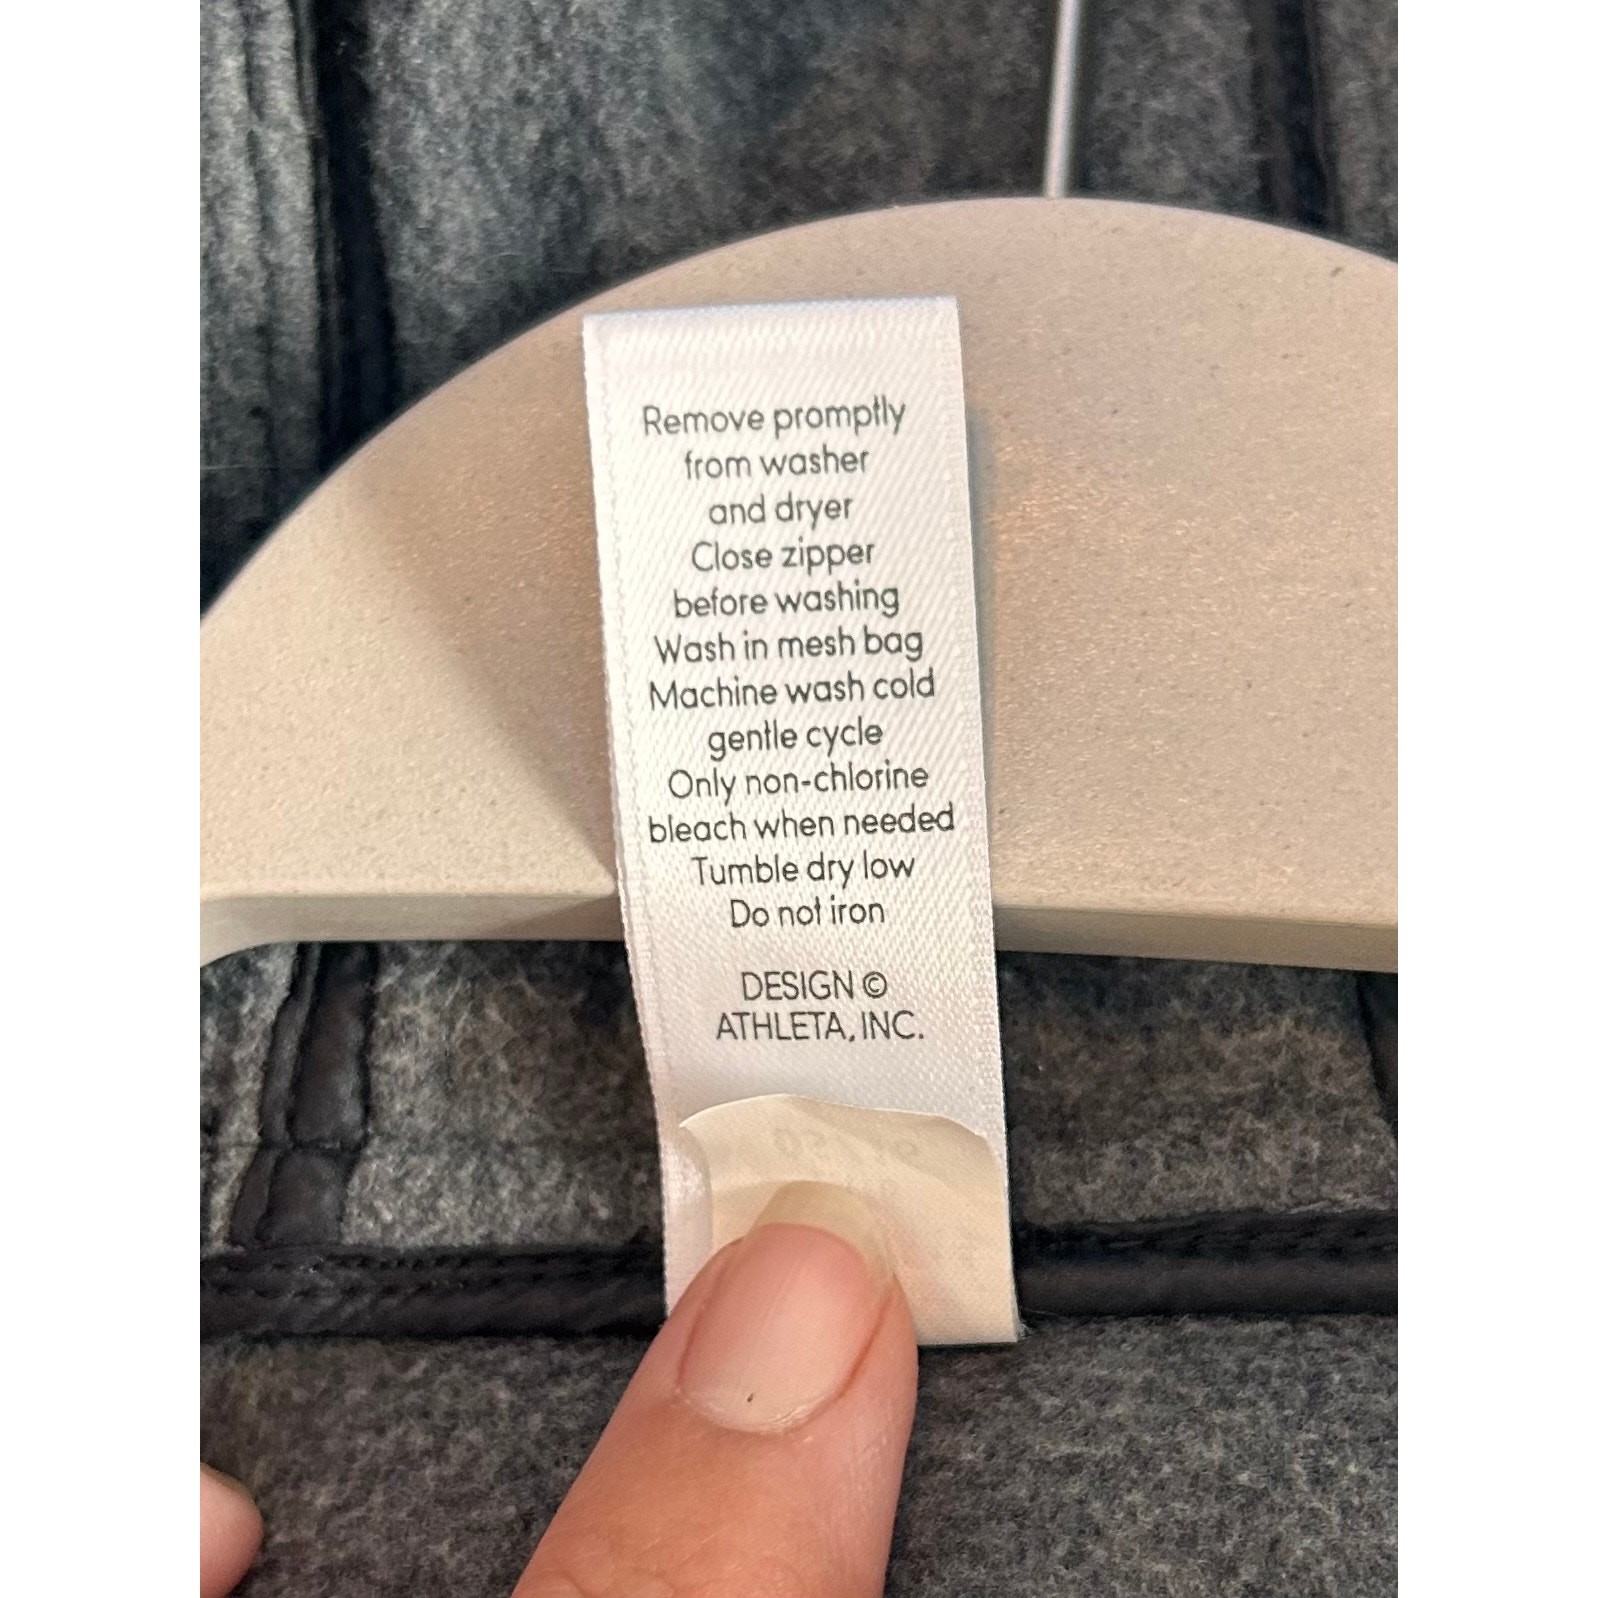 Remove promptly
from washer
and dryer
Close zipper
before washing
Wash in mesh bag
Machine wash cold
gentle cycle
Only non-chlorine
bleach when needed
Tumble dry low
Do not iron
DESIGN ©
ATHLETA, INC.